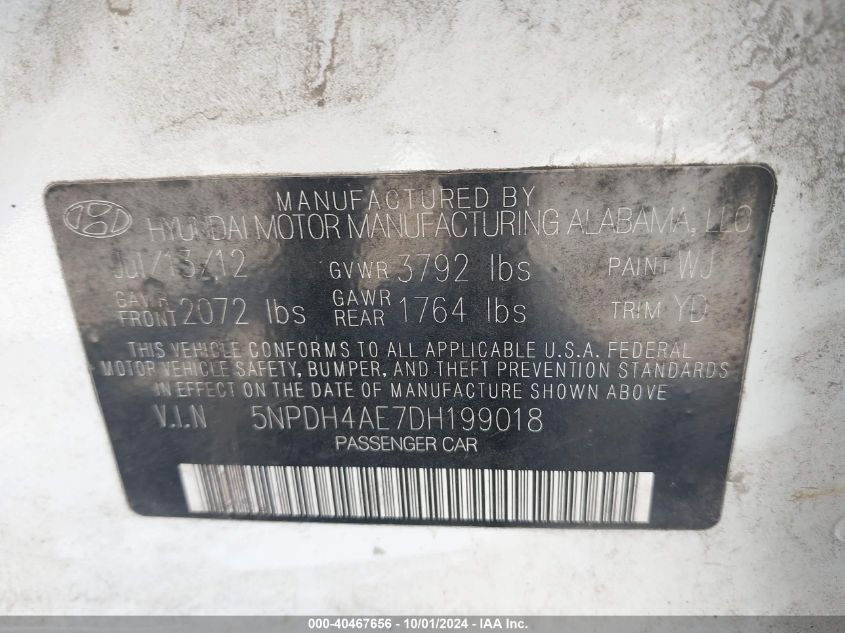 MANUFACTURED BY
HYUNDAI MOTOR MANUFACTURING ALABAMA, LLC
Jul/13/12 GVWR 3792 lbs PAINT WJ
GAWR FRONT 2072 lbs GAWR REAR 1764 lbs TRIM YD
THIS VEHICLE CONFORMS TO ALL APPLICABLE U.S.A. FEDERAL
MOTOR VEHICLE SAFETY, BUMPER, AND THEFT PREVENTION STANDARDS
IN EFFECT ON THE DATE OF MANUFACTURE SHOWN ABOVE
V.I.N 5NPDH4AE7DH199018
PASSENGER CAR
000-40467656 - 10/01/2024 - IAA Inc.